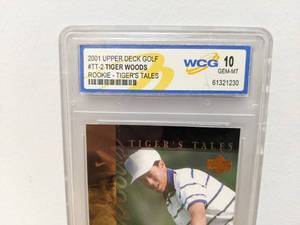 2001 UPPER DECK GOLF
#TT-2 TIGER WOODS
ROOKIE - TIGER'S TALES
WCG
10
GEM-MT
61321230
TIGER'S TALES